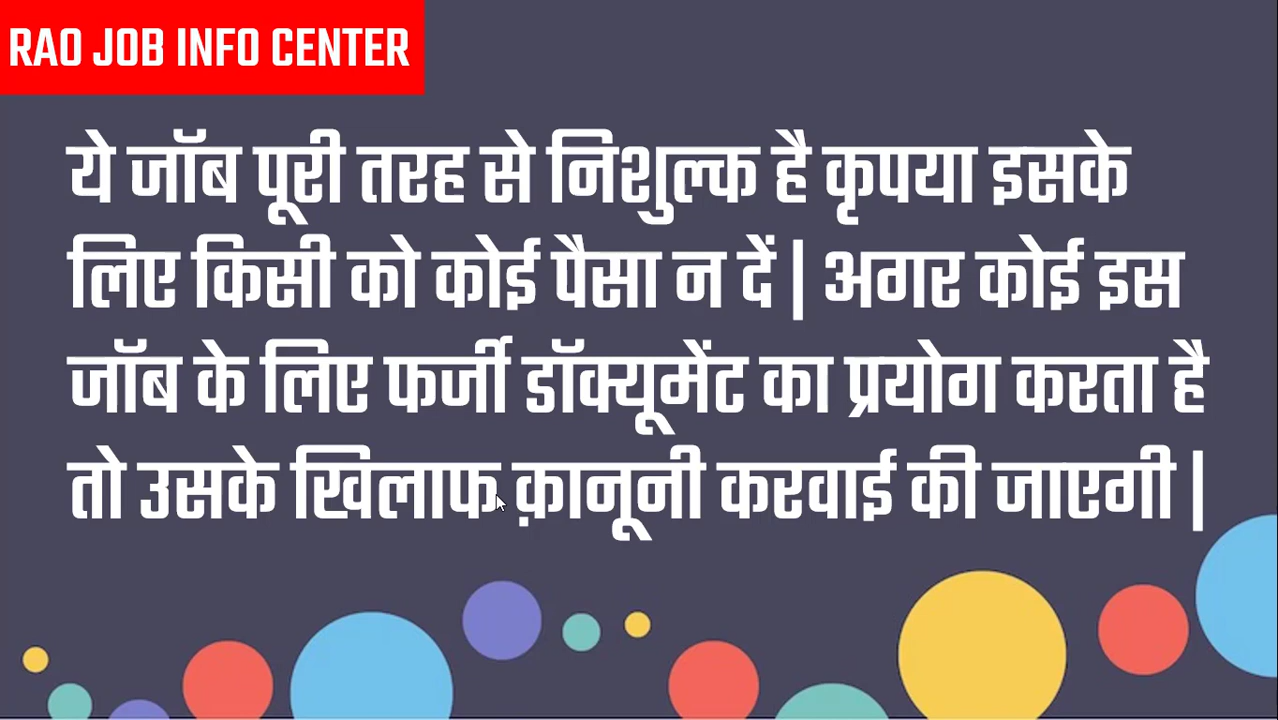 RAO JOB INFO CENTER
ये जॉब पूरी तरह से निशुल्क है कृपया इसके
लिए किसी को कोई पैसा न दें | अगर कोई इस
जॉब के लिए फर्जी डॉक्यूमेंट का प्रयोग करता है
तो उसके खिलाफ क़ानूनी करवाई की जाएगी |